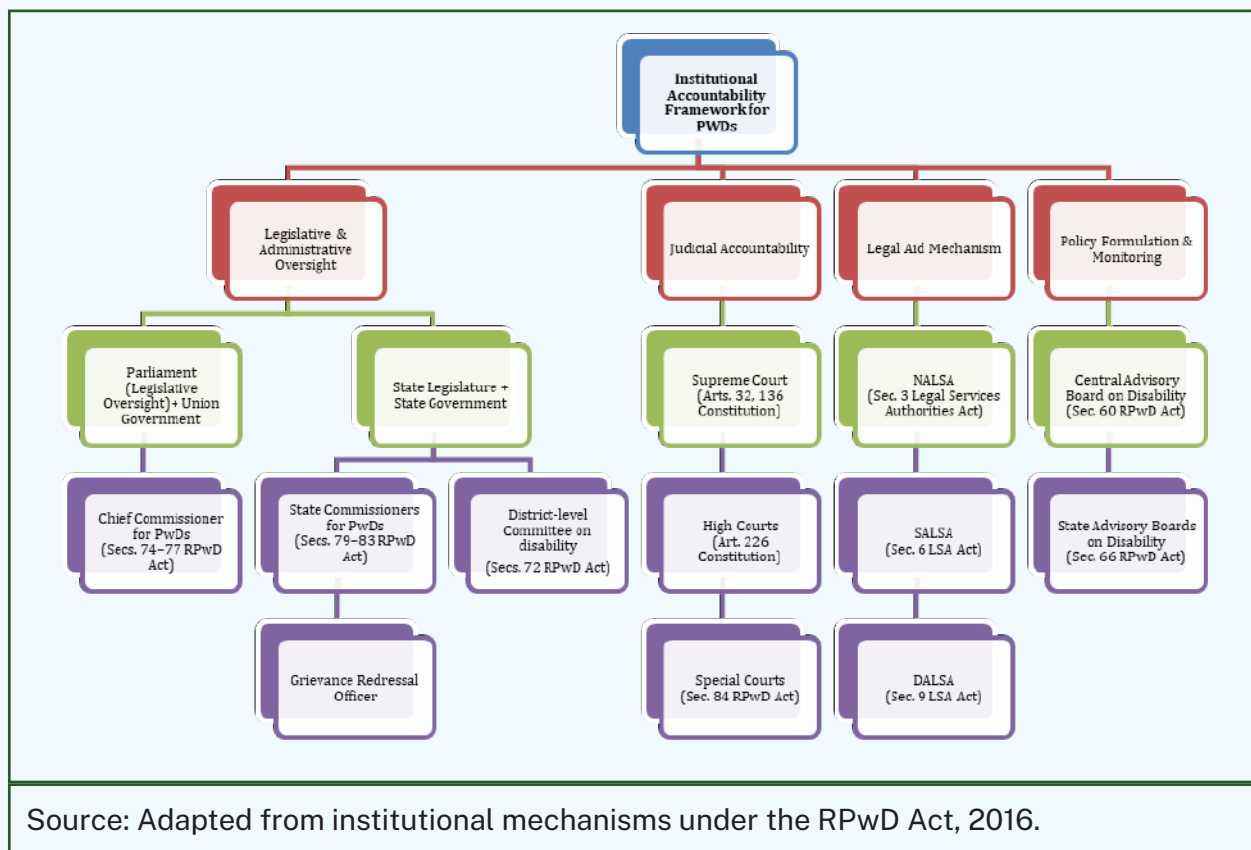 Institutional
Accountability
Framework for
PWDs
Legislative &
Administrative
Oversight
Judicial Accountability
Legal Aid Mechanism
Policy Formulation &
Monitoring
Parliament
(Legislative
Oversight)+ Union
Government
State Legislature +
State Government
Supreme Court
(Arts. 32, 136
Constitution)
NALSA
(Sec. 3 Legal Services
Authorities Act)
Central Advisory
Board on Disability
(Sec. 60 RPwD Act)
Chief Commissioner
for PwDs
(Secs. 74–77 RPwD
Act)
State Commissioners
for PwDs
(Secs. 79–83 RPwD
Act)
District-level
Committee on
disability
(Secs. 72 RPwD Act)
High Courts
(Art. 226
Constitution)
SALSA
(Sec. 6 LSA Act)
State Advisory Boards
on Disability
(Sec. 66 RPwD Act)
Grievance Redressal
Officer
Special Courts
(Sec. 84 RPwD Act)
DALSA
(Sec. 9 LSA Act)
Source: Adapted from institutional mechanisms under the RPwD Act, 2016.